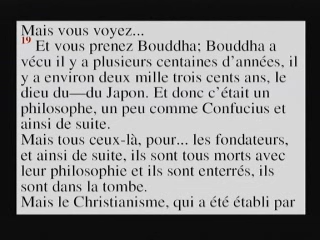 Mais vous voyez...
19 Et vous prenez Bouddha; Bouddha a
vécu il y a plusieurs centaines d'années, il
y a environ deux mille trois cents ans, le
dieu du—du Japon. Et donc c'était un
philosophe, un peu comme Confucius et
ainsi de suite.
Mais tous ceux-là, pour... les fondateurs,
et ainsi de suite, ils sont tous morts avec
leur philosophie et ils sont enterrés, ils
sont dans la tombe.
Mais le Christianisme, qui a été établi par